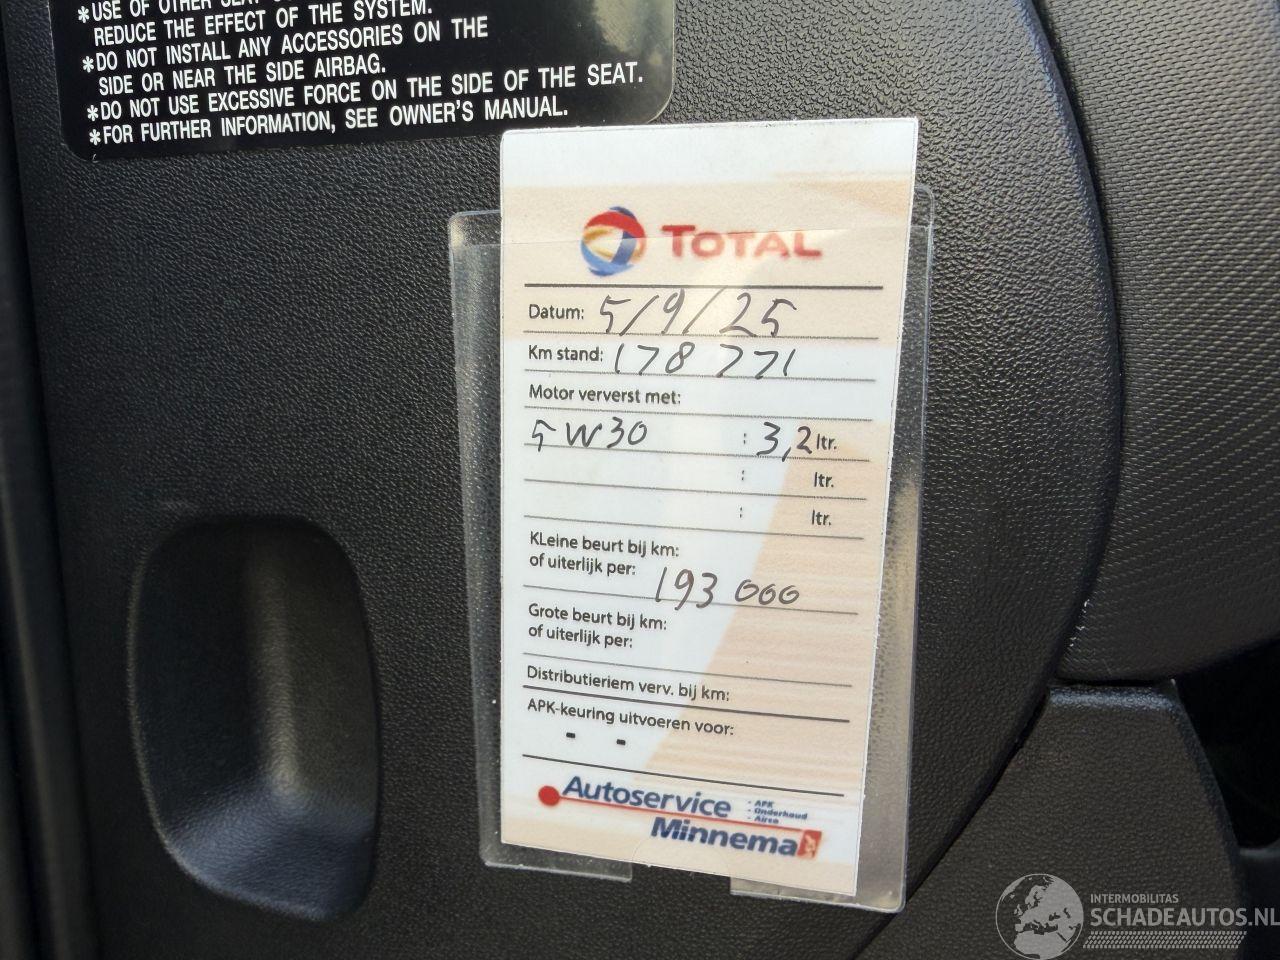 *USE OF OTHER SEAT
REDUCE THE EFFECT OF THE SYSTEM.
*DO NOT INSTALL ANY ACCESSORIES ON THE
SIDE OR NEAR THE SIDE AIRBAG.
*DO NOT USE EXCESSIVE FORCE ON THE SIDE OF THE SEAT.
*FOR FURTHER INFORMATION, SEE OWNER'S MANUAL.
TOTAL
Datum: 5/9/25
Km stand: 178 771
Motor ververst met:
5W30 : 3,2 ltr.
: ltr.
: ltr.
KLeine beurt bij km:
of uiterlijk per: 193 000
Grote beurt bij km:
of uiterlijk per:
Distributieriem verv. bij km:
APK-keuring uitvoeren voor:
- -
Autoservice
Minnema
- APK
- Onderhoud
- Airco
INTERMOBILITAS
SCHADEAUTOS.NL